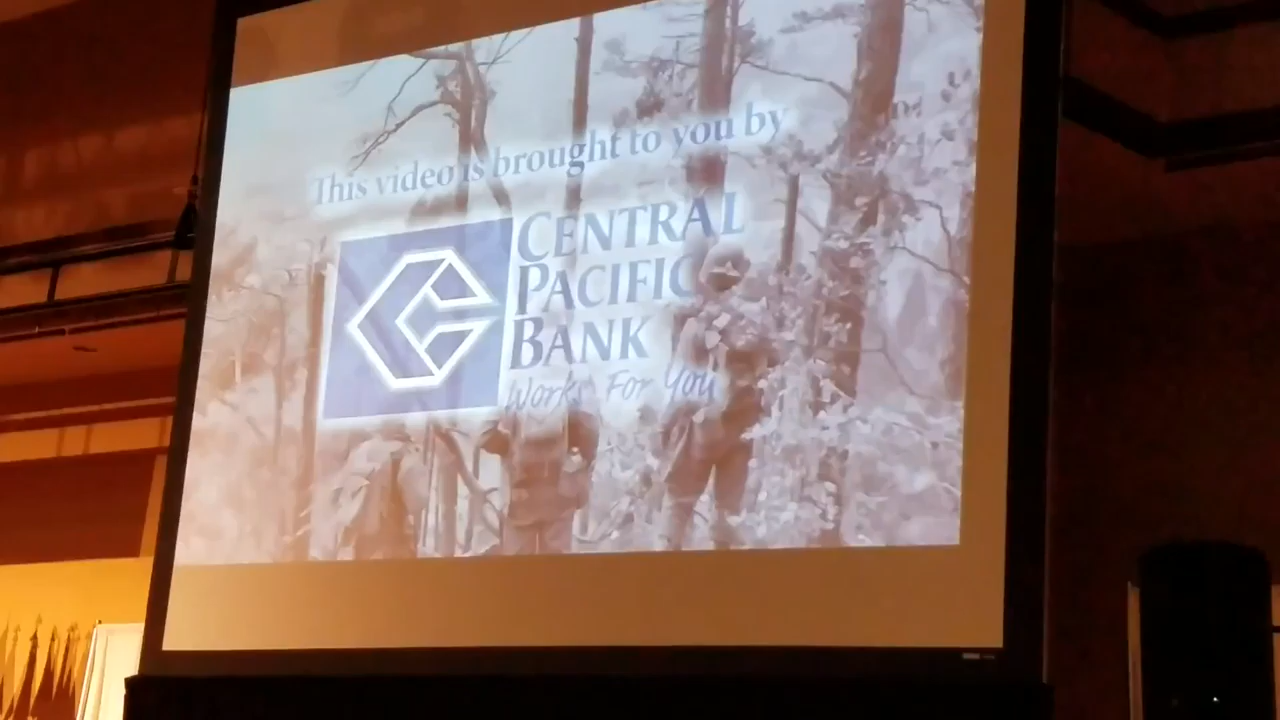 This video is brought to you by
CENTRAL
PACIFIC
BANK
Works For You